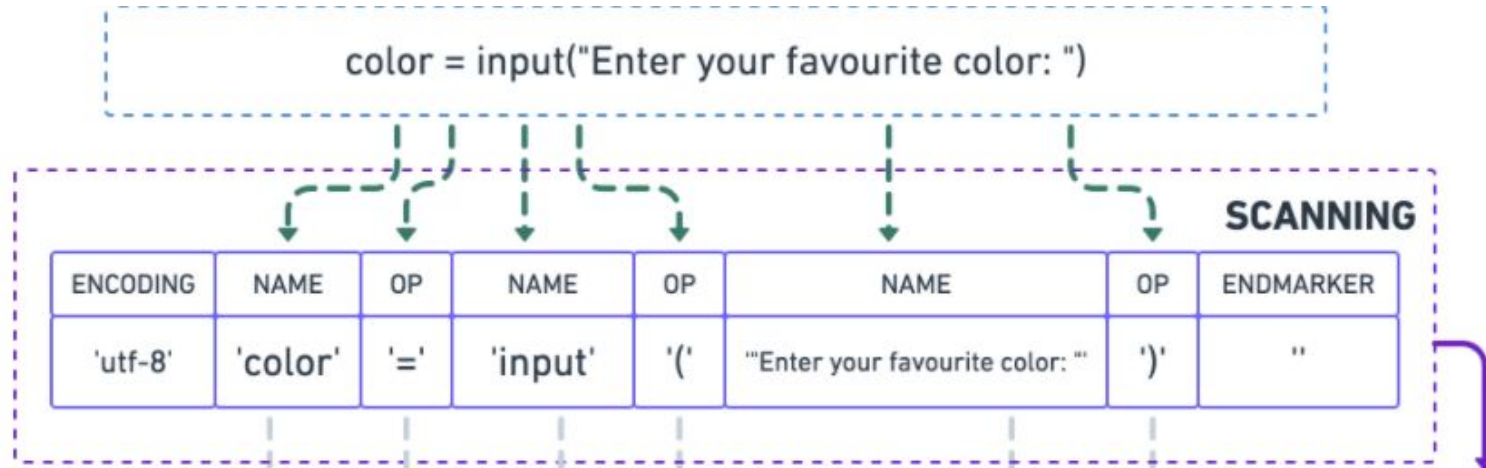 color = input("Enter your favourite color: ")
SCANNING
ENCODING NAME OP NAME OP NAME OP ENDMARKER
'utf-8' 'color' '=' 'input' '(' '"Enter your favourite color: "' ')' ''